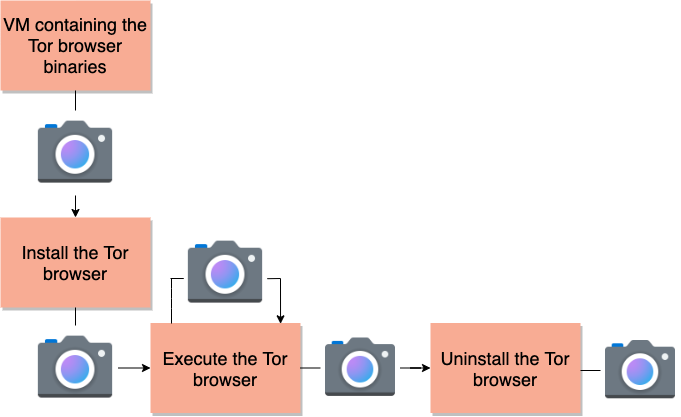 VM containing the
Tor browser
binaries
Install the Tor
browser
Execute the Tor
browser
Uninstall the Tor
browser